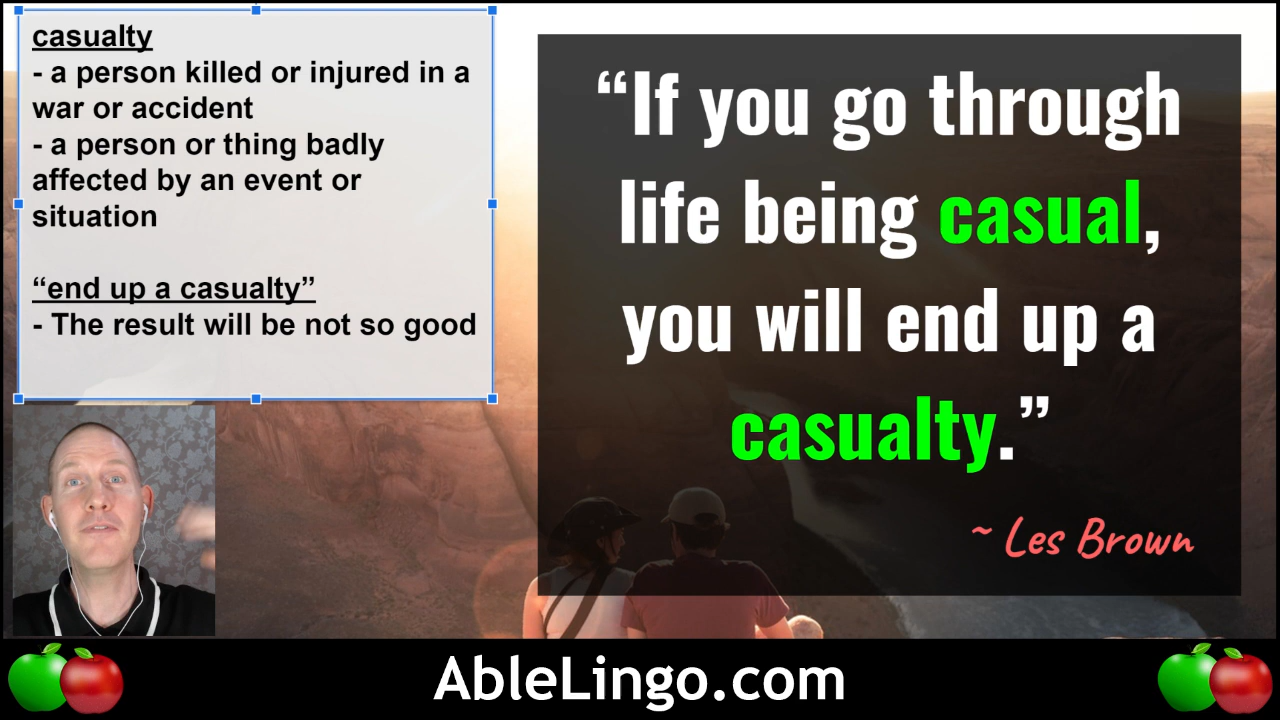 casualty
- a person killed or injured in a
war or accident
- a person or thing badly
affected by an event or
situation
“end up a casualty”
- The result will be not so good
“If you go through
life being casual,
you will end up a
casualty.”
~ Les Brown
AbleLingo.com